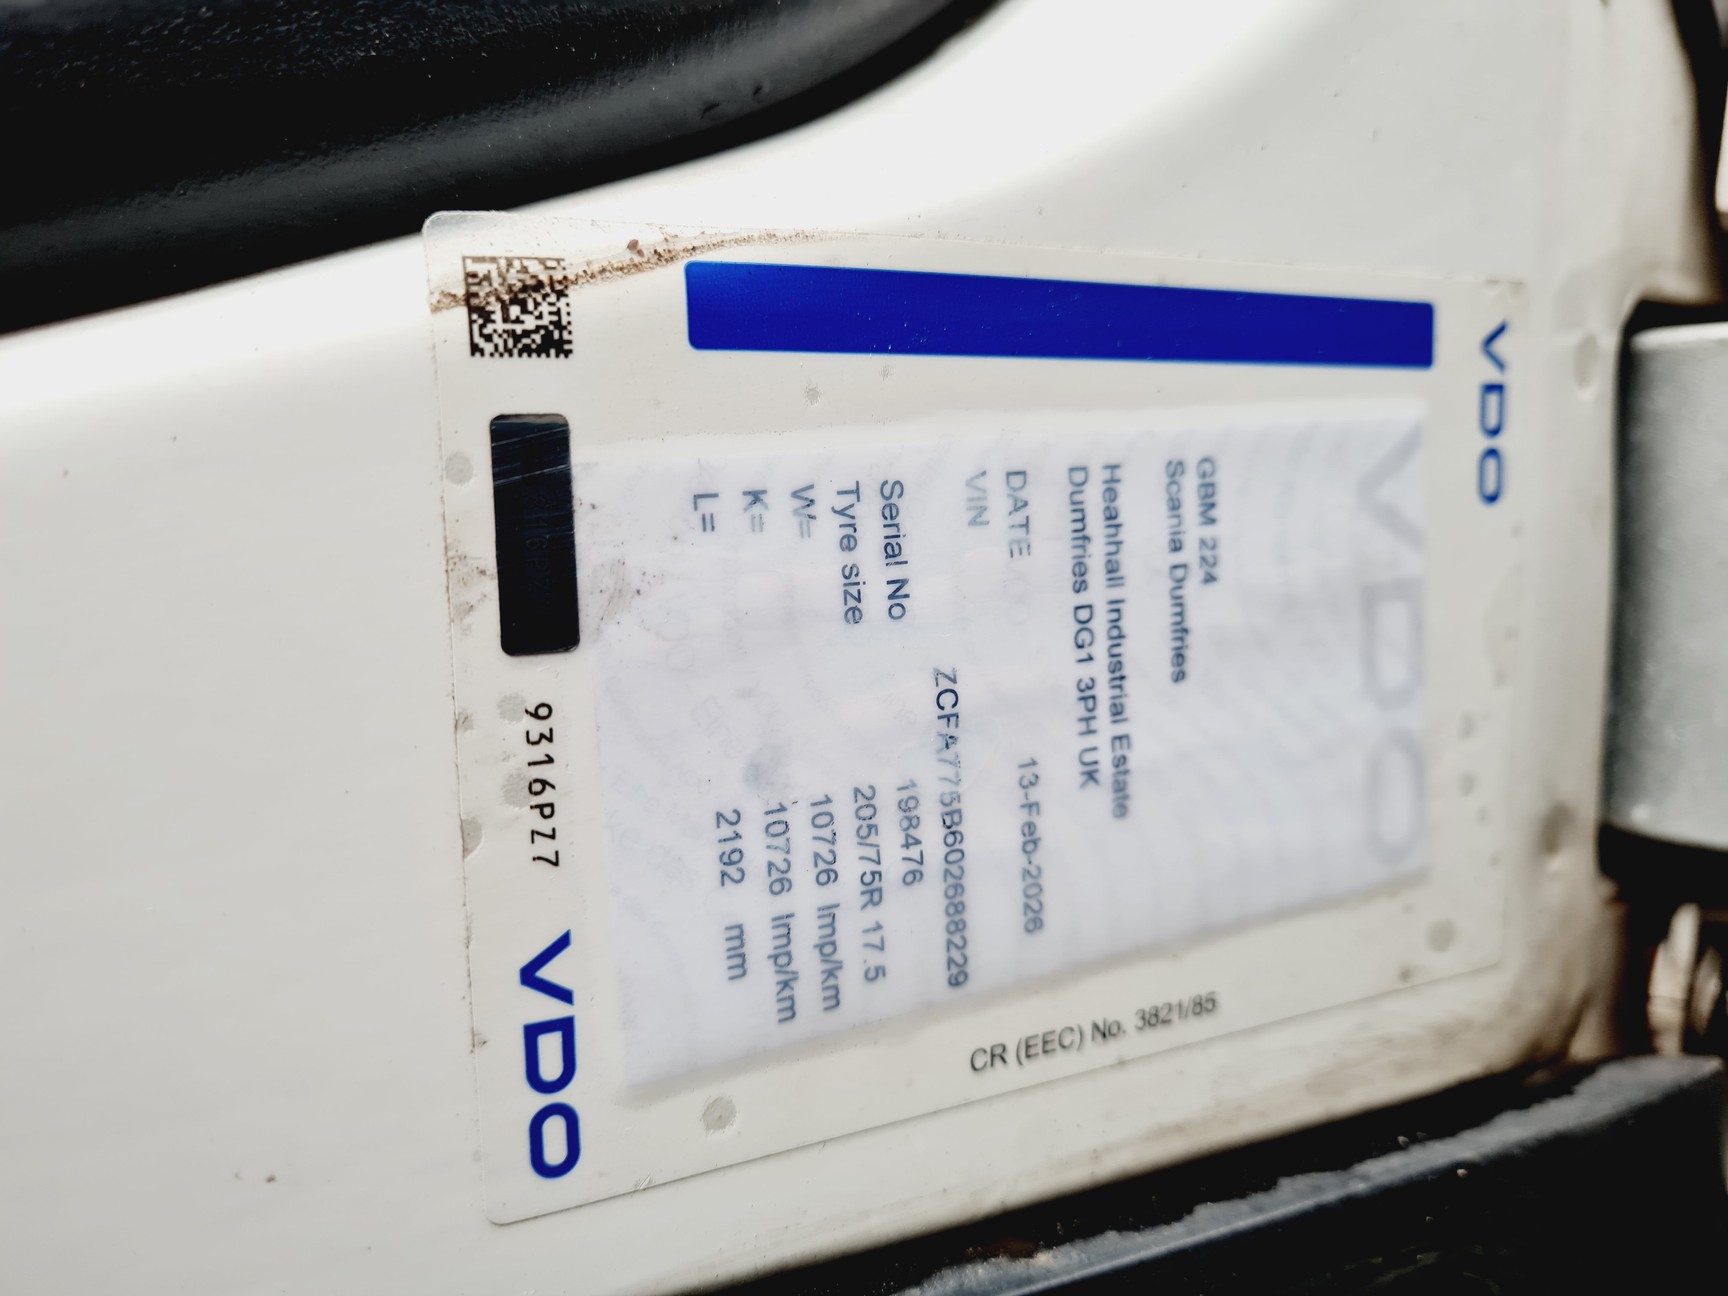 VDO
VDO
GBM 224
Scania Dumfries
Heahhall Industrial Estate
Dumfries DG1 3PH UK
DATE 13-Feb-2026
VIN ZCFA775B602688229
Serial No 198476
Tyre size 205/75R 17.5
W= 10726 Imp/km
K= 10726 Imp/km
L= 2192 mm
CR (EEC) No. 3821/85
9316PZ7 VDO